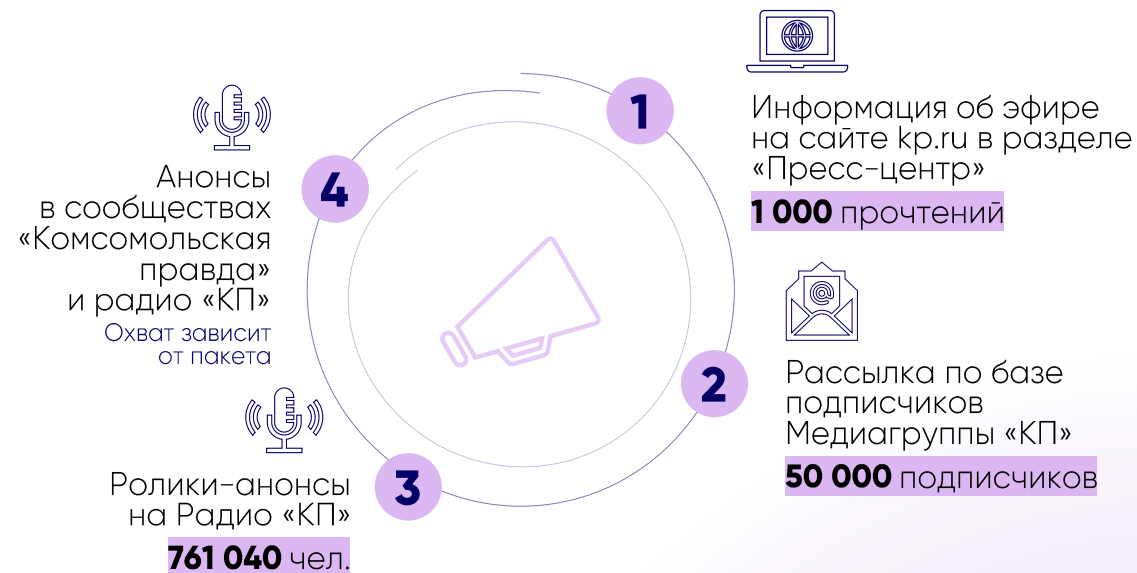 1
Информация об эфире
на сайте kp.ru в разделе
«Пресс-центр»
1 000 прочтений
2
Рассылка по базе
подписчиков
Медиагруппы «КП»
50 000 подписчиков
3
Ролики-анонсы
на Радио «КП»
761 040 чел.
4
Анонсы
в сообществах
«Комсомольская
правда»
и радио «КП»
Охват зависит
от пакета